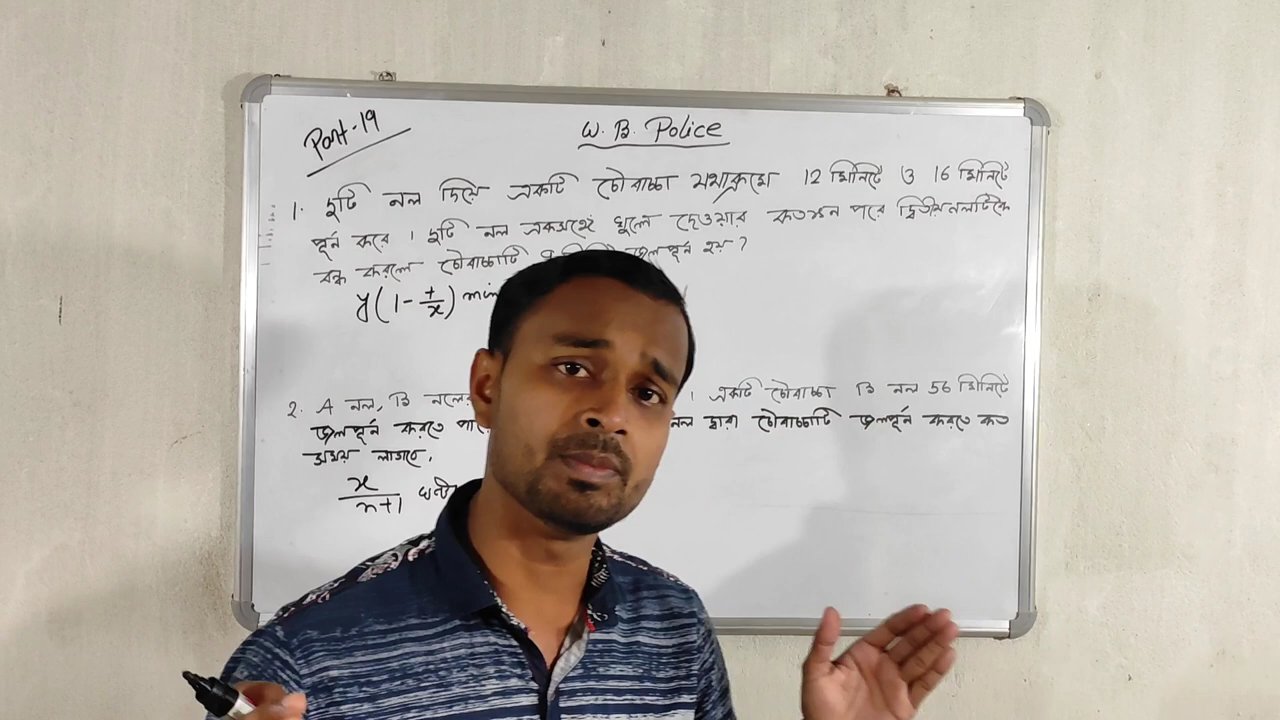 Part-19
W. B. Police
1. দুটি নল দিয়ে একটি চৌবাচ্চা যথাক্রমে 12 মিনিটে ও 16 মিনিটে
পূর্ন করে। দুটি নল একসঙ্গে খুলে দেওয়ার কতক্ষন পরে দ্বিতীয় নলটিকে
বন্ধ করলে চৌবাচ্চাটি 9 জলপূর্ন হয়?
y(1 - t/x) min
2. A নল, B নলের একটি চৌবাচ্চা B নল 56 মিনিটে
জলপূর্ন করতে নল দ্বারা চৌবাচ্চাটি জলপূর্ন করতে কত
সময় লাগবে.
x/n+1